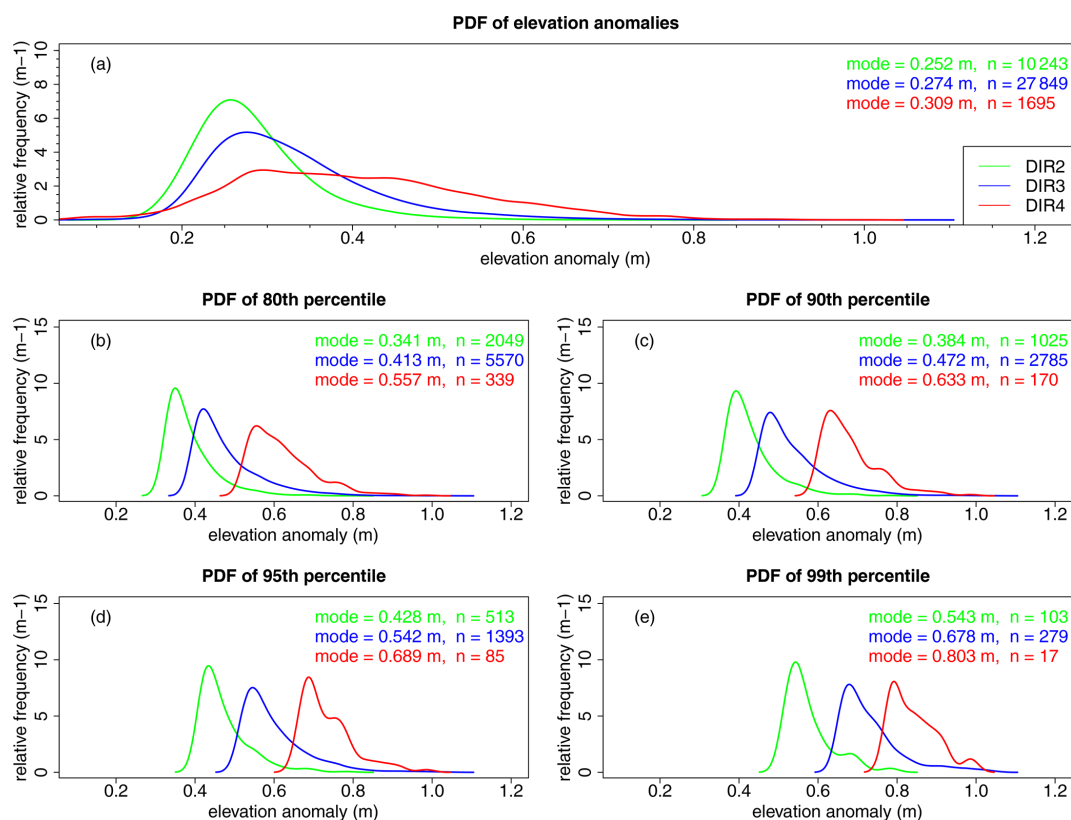 PDF of elevation anomalies
(a)
mode = 0.252 m, n = 10 243
mode = 0.274 m, n = 27 849
mode = 0.309 m, n = 1695
DIR2
DIR3
DIR4
relative frequency (m−1)
10
8
6
4
2
0
0.2 0.4 0.6 0.8 1.0 1.2
elevation anomaly (m)
PDF of 80th percentile
(b)
mode = 0.341 m, n = 2049
mode = 0.413 m, n = 5570
mode = 0.557 m, n = 339
relative frequency (m−1)
15
10
5
0
0.2 0.4 0.6 0.8 1.0 1.2
elevation anomaly (m)
PDF of 90th percentile
(c)
mode = 0.384 m, n = 1025
mode = 0.472 m, n = 2785
mode = 0.633 m, n = 170
relative frequency (m−1)
15
10
5
0
0.2 0.4 0.6 0.8 1.0 1.2
elevation anomaly (m)
PDF of 95th percentile
(d)
mode = 0.428 m, n = 513
mode = 0.542 m, n = 1393
mode = 0.689 m, n = 85
relative frequency (m−1)
15
10
5
0
0.2 0.4 0.6 0.8 1.0 1.2
elevation anomaly (m)
PDF of 99th percentile
(e)
mode = 0.543 m, n = 103
mode = 0.678 m, n = 279
mode = 0.803 m, n = 17
relative frequency (m−1)
15
10
5
0
0.2 0.4 0.6 0.8 1.0 1.2
elevation anomaly (m)